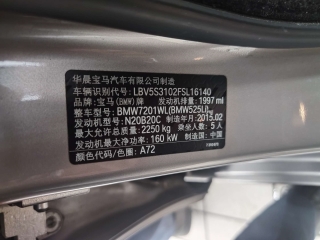 华晨宝马汽车有限公司制造
车辆识别代号: LBV5S3102FSL16140
品牌: 宝马(BMW)牌 发动机排量: 1997 ml
整车型号: BMW7201WL(BMW525Li)
发动机型号: N20B20C 制造年月: 2015.02
最大允许总质量: 2250 kg 乘坐人数: 5 人
发动机最大净功率: 160 kW 制造国: 中国
颜色代码/色圈: A72